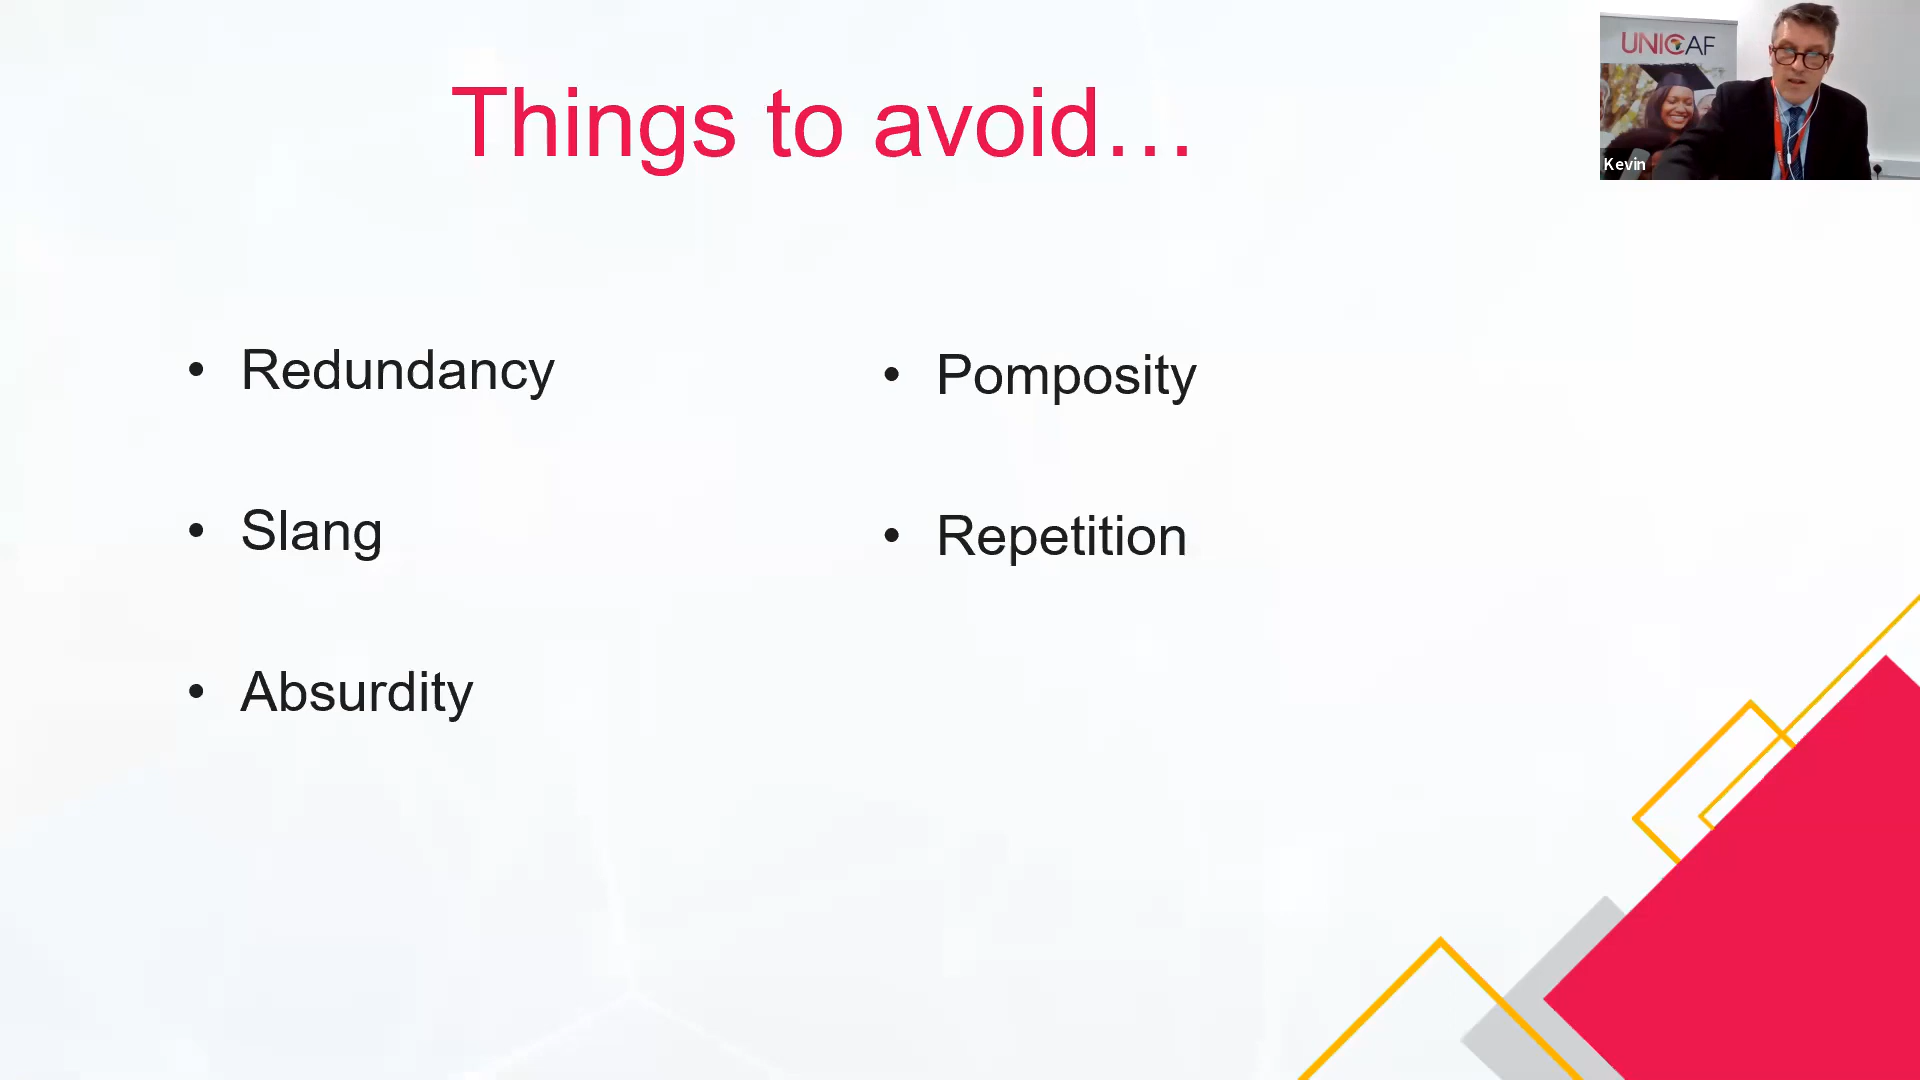 Things to avoid…
• Redundancy
• Slang
• Absurdity
• Pomposity
• Repetition
UNICAF
Kevin